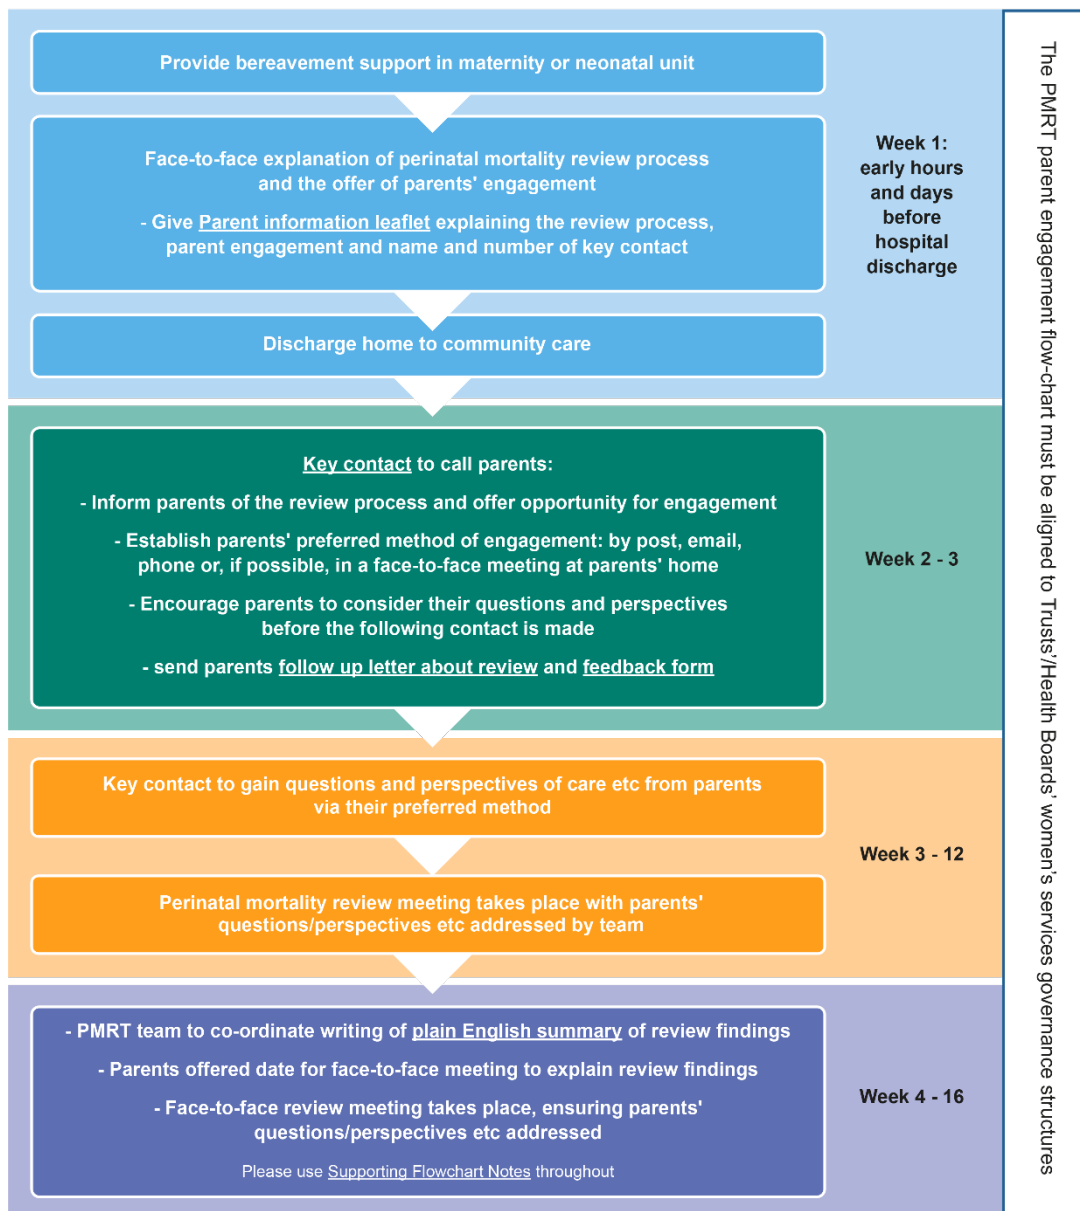 Provide bereavement support in maternity or neonatal unit
Face-to-face explanation of perinatal mortality review process
and the offer of parents' engagement
- Give Parent information leaflet explaining the review process,
parent engagement and name and number of key contact
Discharge home to community care
Week 1:
early hours
and days
before
hospital
discharge
Key contact to call parents:
- Inform parents of the review process and offer opportunity for engagement
- Establish parents' preferred method of engagement: by post, email,
phone or, if possible, in a face-to-face meeting at parents' home
- Encourage parents to consider their questions and perspectives
before the following contact is made
- send parents follow up letter about review and feedback form
Week 2 - 3
Key contact to gain questions and perspectives of care etc from parents
via their preferred method
Perinatal mortality review meeting takes place with parents'
questions/perspectives etc addressed by team
Week 3 - 12
- PMRT team to co-ordinate writing of plain English summary of review findings
- Parents offered date for face-to-face meeting to explain review findings
- Face-to-face review meeting takes place, ensuring parents'
questions/perspectives etc addressed
Please use Supporting Flowchart Notes throughout
Week 4 - 16
The PMRT parent engagement flow-chart must be aligned to Trusts'/Health Boards' women's services governance structures